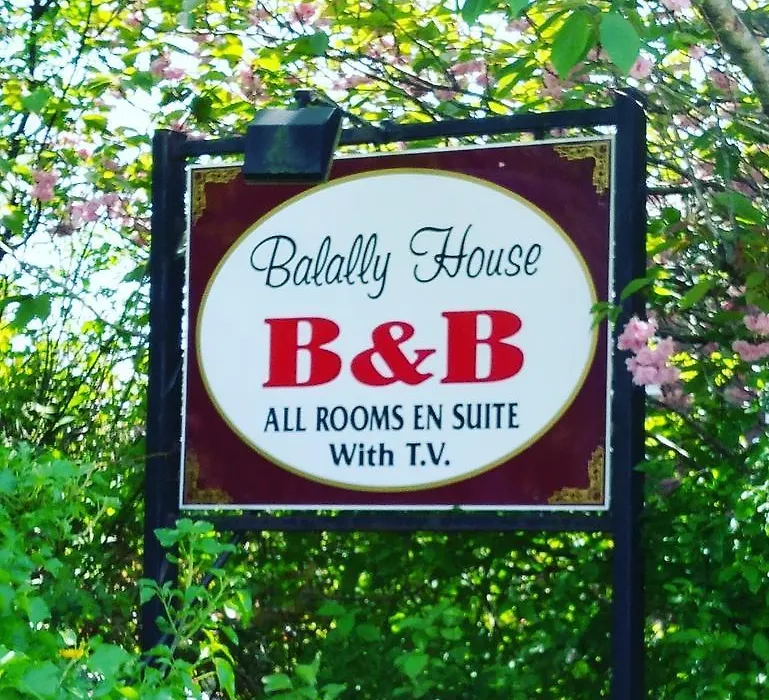 Balally House
B&B
ALL ROOMS EN SUITE
With T.V.